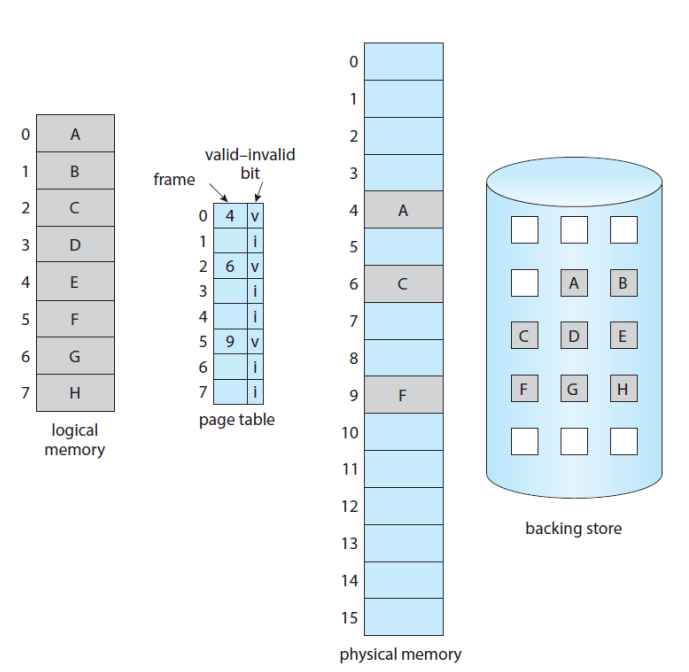 0 A
1 B
2 C
3 D
4 E
5 F
6 G
7 H
logical
memory
frame
valid–invalid
bit
0 4 v
1 i
2 6 v
3 i
4 i
5 9 v
6 i
7 i
page table
0
1
2
3
4 A
5
6 C
7
8
9 F
10
11
12
13
14
15
physical memory
A B
C D E
F G H
backing store